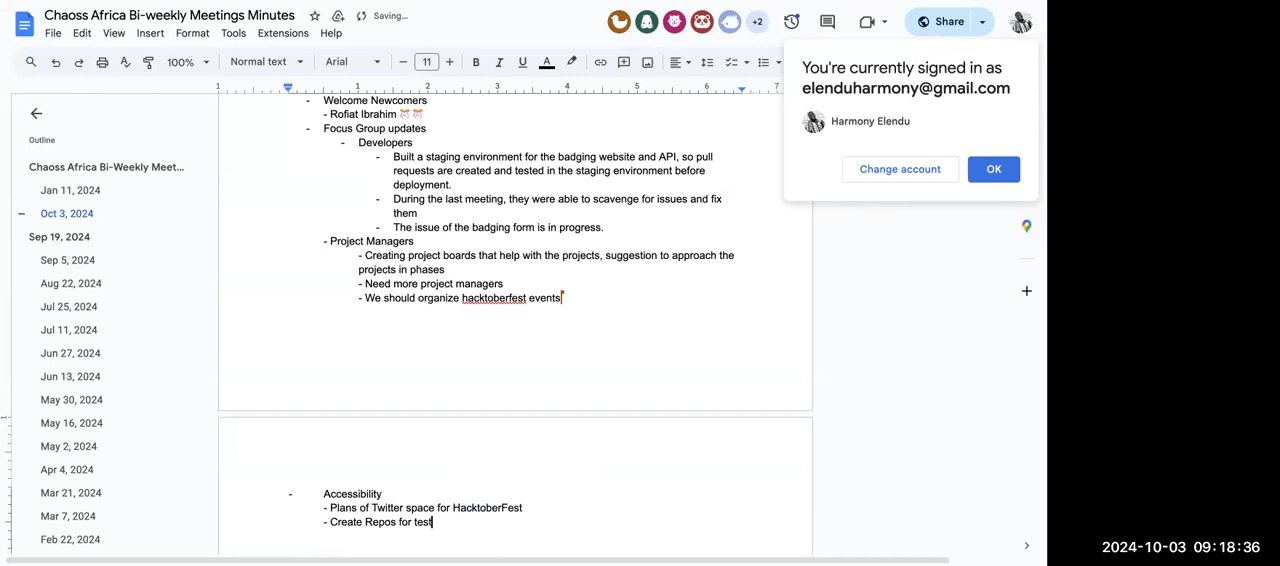 Chaoss Africa Bi-weekly Meetings Minutes
Saving...
+2
Share
File Edit View Insert Format Tools Extensions Help
100% Normal text Arial 11
B I U A
1 1 2 3 4 5 6 7
You're currently signed in as
elenduharmony@gmail.com
Harmony Elendu
Change account
OK
Outline
Chaoss Africa Bi-Weekly Meet...
Jan 11, 2024
Oct 3, 2024
Sep 19, 2024
Sep 5, 2024
Aug 22, 2024
Jul 25, 2024
Jul 11, 2024
Jun 27, 2024
Jun 13, 2024
May 30, 2024
May 16, 2024
May 2, 2024
Apr 4, 2024
Mar 21, 2024
Mar 7, 2024
Feb 22, 2024
- Welcome Newcomers
- Rofiat Ibrahim
- Focus Group updates
- Developers
- Built a staging environment for the badging website and API, so pull
requests are created and tested in the staging environment before
deployment.
- During the last meeting, they were able to scavenge for issues and fix
them
- The issue of the badging form is in progress.
- Project Managers
- Creating project boards that help with the projects, suggestion to approach the
projects in phases
- Need more project managers
- We should organize hacktoberfest events
- Accessibility
- Plans of Twitter space for HacktoberFest
- Create Repos for test
2024-10-03 09:18:36